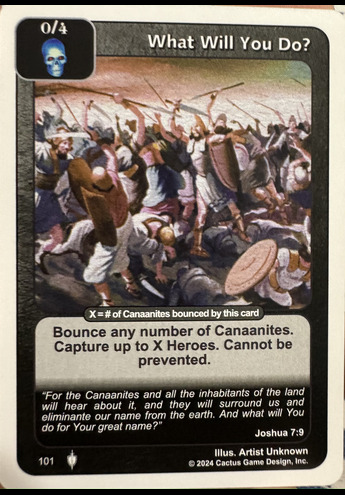 0/4
What Will You Do?
X = # of Canaanites bounced by this card
Bounce any number of Canaanites.
Capture up to X Heroes. Cannot be
prevented.
"For the Canaanites and all the inhabitants of the land
will hear about it, and they will surround us and
eliminante our name from the earth. And what will You
do for Your great name?"
Joshua 7:9
101
Illus. Artist Unknown
© 2024 Cactus Game Design, Inc.